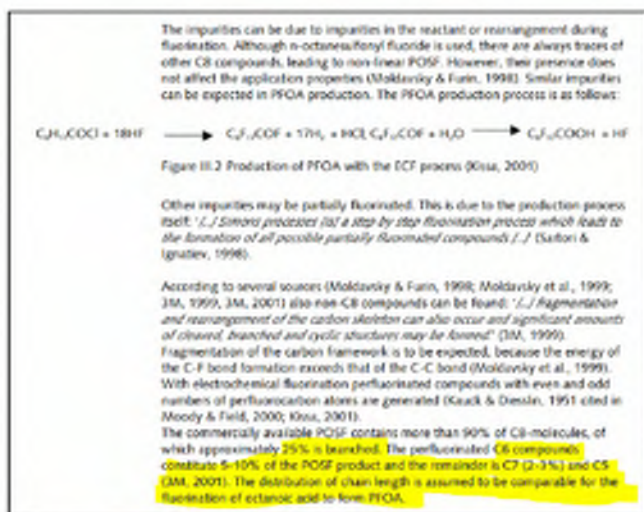 The impurities can be due to impurities in the reactant or rearrangement during
fluorination. Although n-octanesulfonyl fluoride is used, there are always traces of
other C8 compounds, leading to non-linear POSF. However, their presence does
not affect the application properties (Moldavsky & Furin, 1998). Similar impurities
can be expected in PFOA production. The PFOA production process is as follows:
Figure III.2 Production of PFOA with the ECF process (Kissa, 2001)
Other impurities may be partially fluorinated. This is due to the production process
itself: '/../ Simons processes [is] a step by step fluorination process which leads to
the formation of all possible partially fluorinated compounds /../ (Sartori &
Ignatiev, 1998).
According to several sources (Moldavsky & Furin, 1998; Moldavsky et al., 1999;
3M, 1999, 3M, 2001) also non-C8 compounds can be found: '/../ fragmentation
and rearrangement of the carbon skeleton can also occur and significant amounts
of cleaved, branched and cyclic structures may be formed" (3M, 1999).
Fragmentation of the carbon framework is to be expected, because the energy of
the C-F bond formation exceeds that of the C-C bond (Moldavsky et al., 1999).
With electrochemical fluorination perfluorinated compounds with even and odd
numbers of perfluorocarbon atoms are generated (Kauck & Diesslin, 1951 cited in
Moody & Field, 2000; Kissa, 2001).
The commercially available POSF contains more than 90% of C8-molecules, of
which approximately 25% is branched. The perfluorinated C6 compounds
constitute 5-10% of the POSF product and the remainder is C7 (2-3%) and C5
(3M, 2001). The distribution of chain length is assumed to be comparable for the
fluorination of octanoic acid to form PFOA.